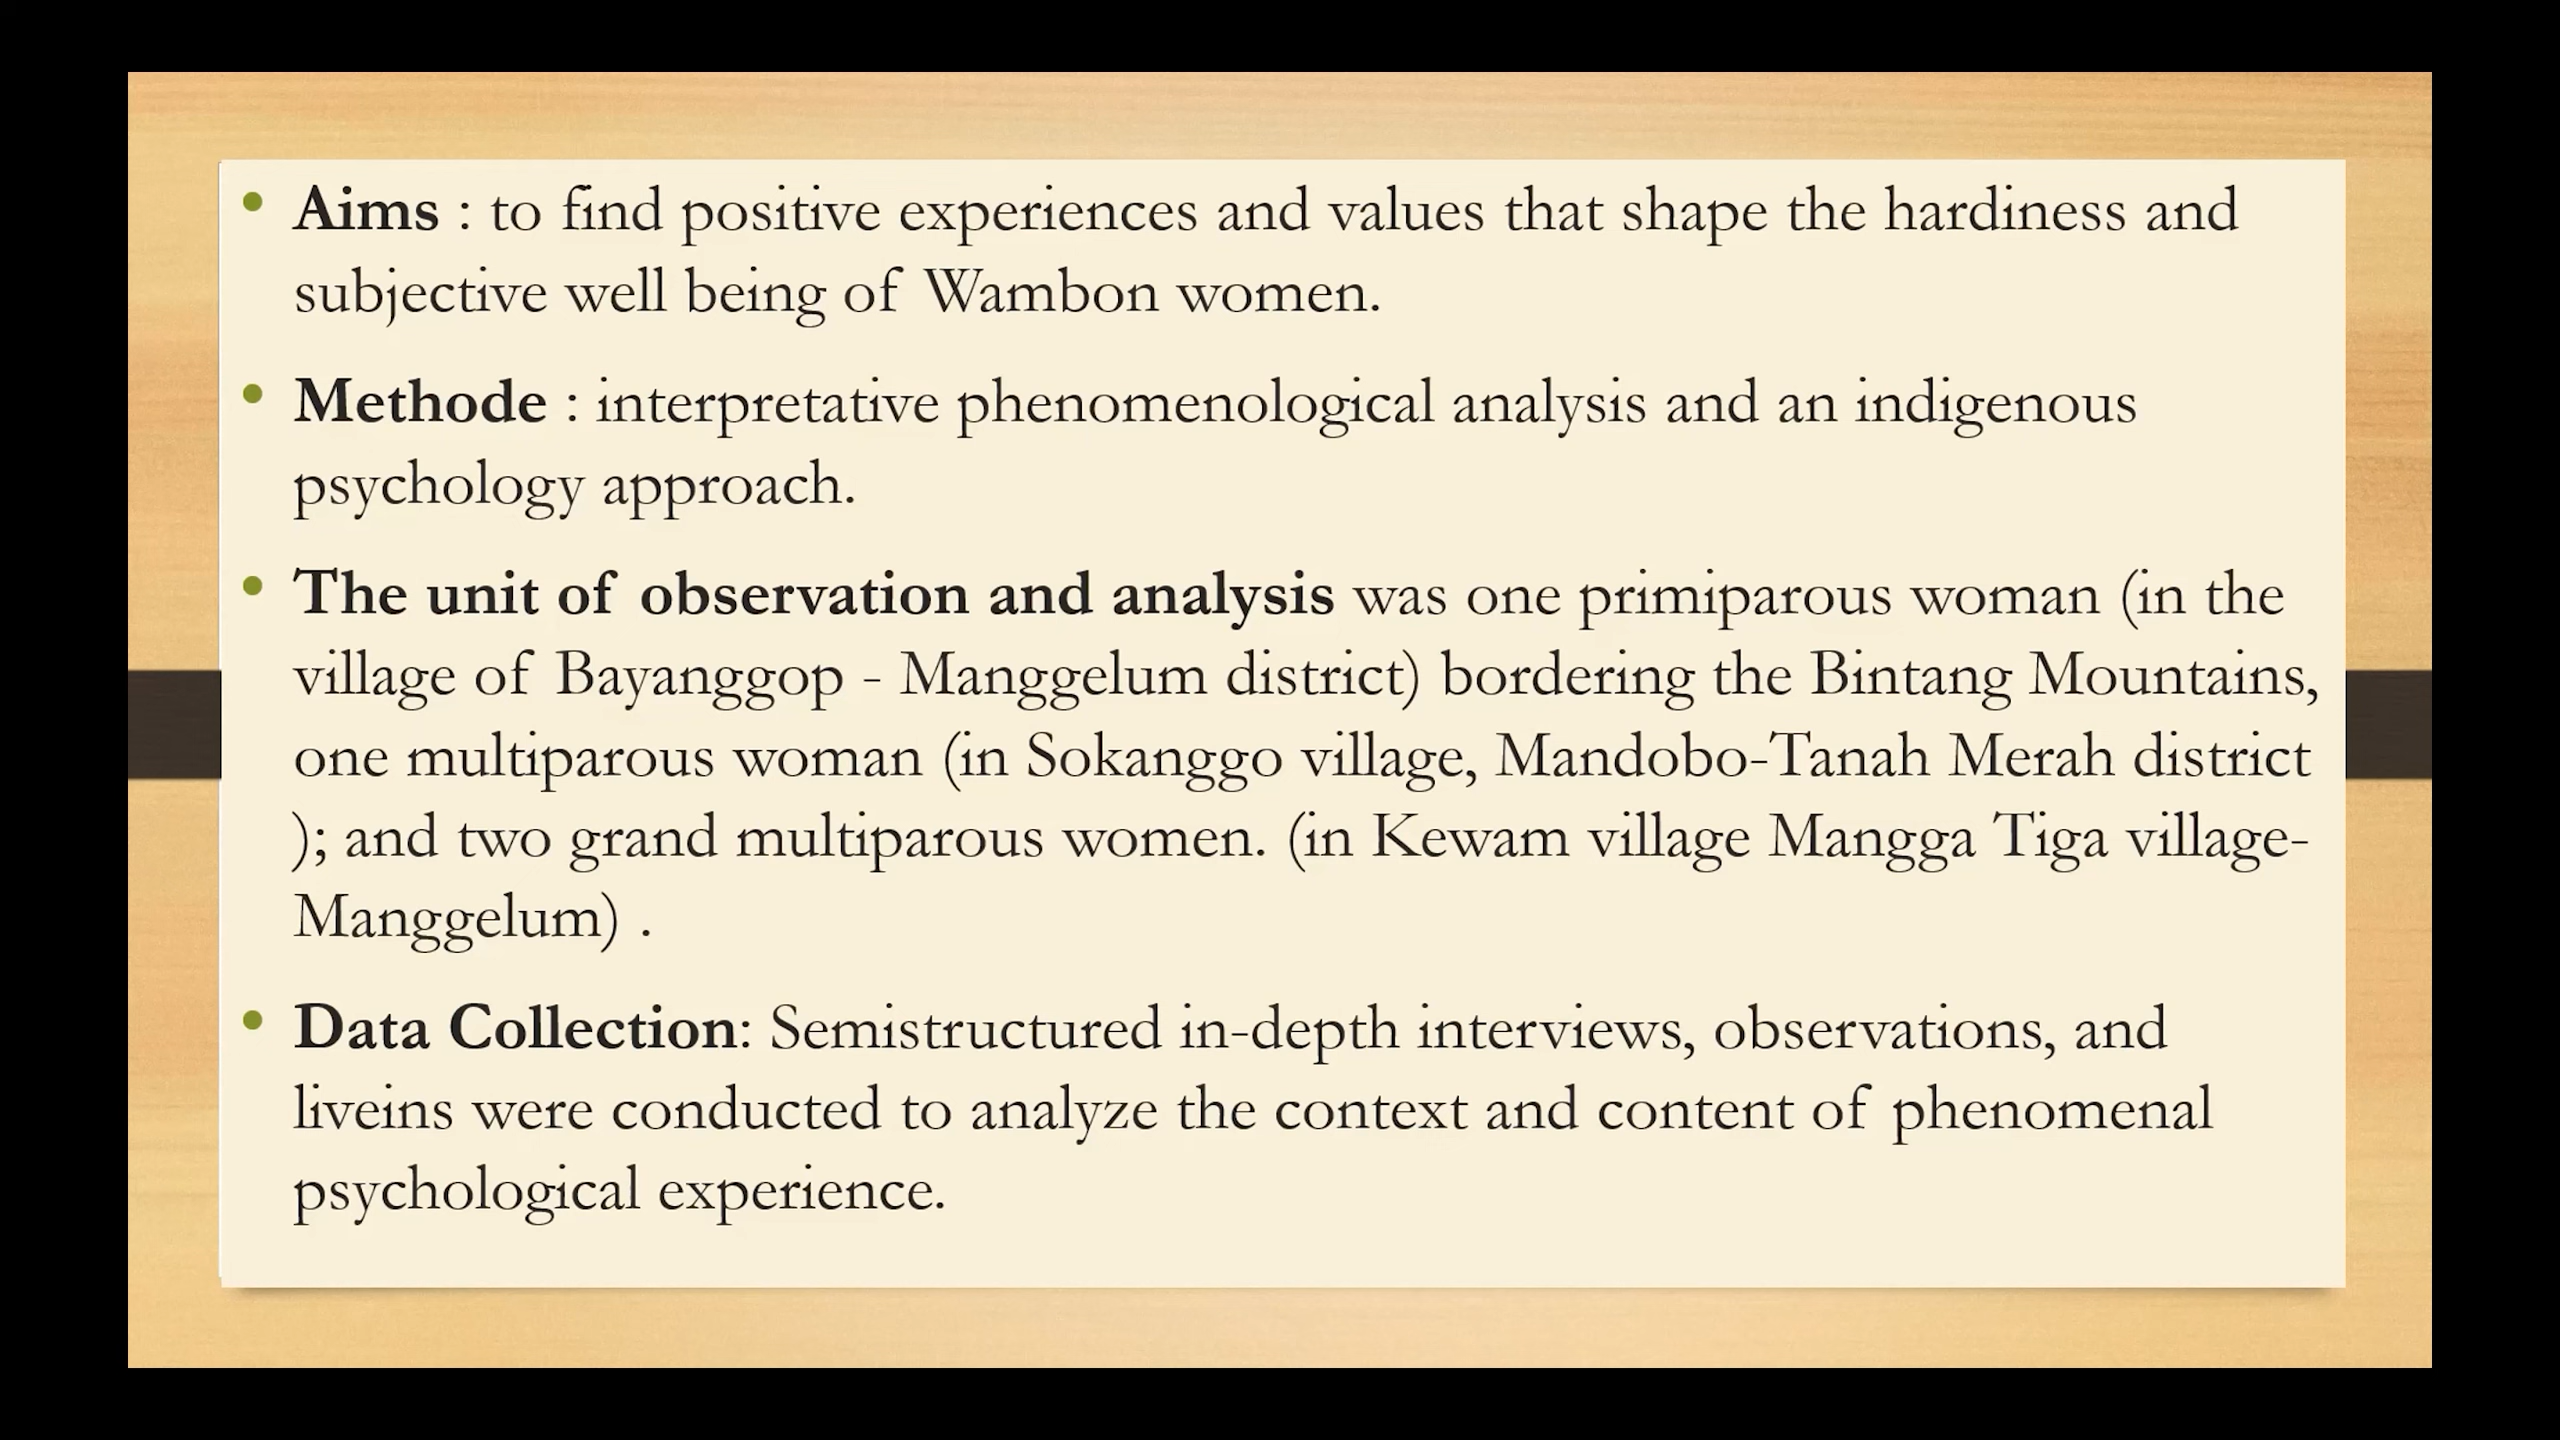 • Aims : to find positive experiences and values that shape the hardiness and
subjective well being of Wambon women.
• Methode : interpretative phenomenological analysis and an indigenous
psychology approach.
• The unit of observation and analysis was one primiparous woman (in the
village of Bayanggop - Manggelum district) bordering the Bintang Mountains,
one multiparous woman (in Sokanggo village, Mandobo-Tanah Merah district
); and two grand multiparous women. (in Kewam village Mangga Tiga village-
Manggelum) .
• Data Collection: Semistructured in-depth interviews, observations, and
liveins were conducted to analyze the context and content of phenomenal
psychological experience.